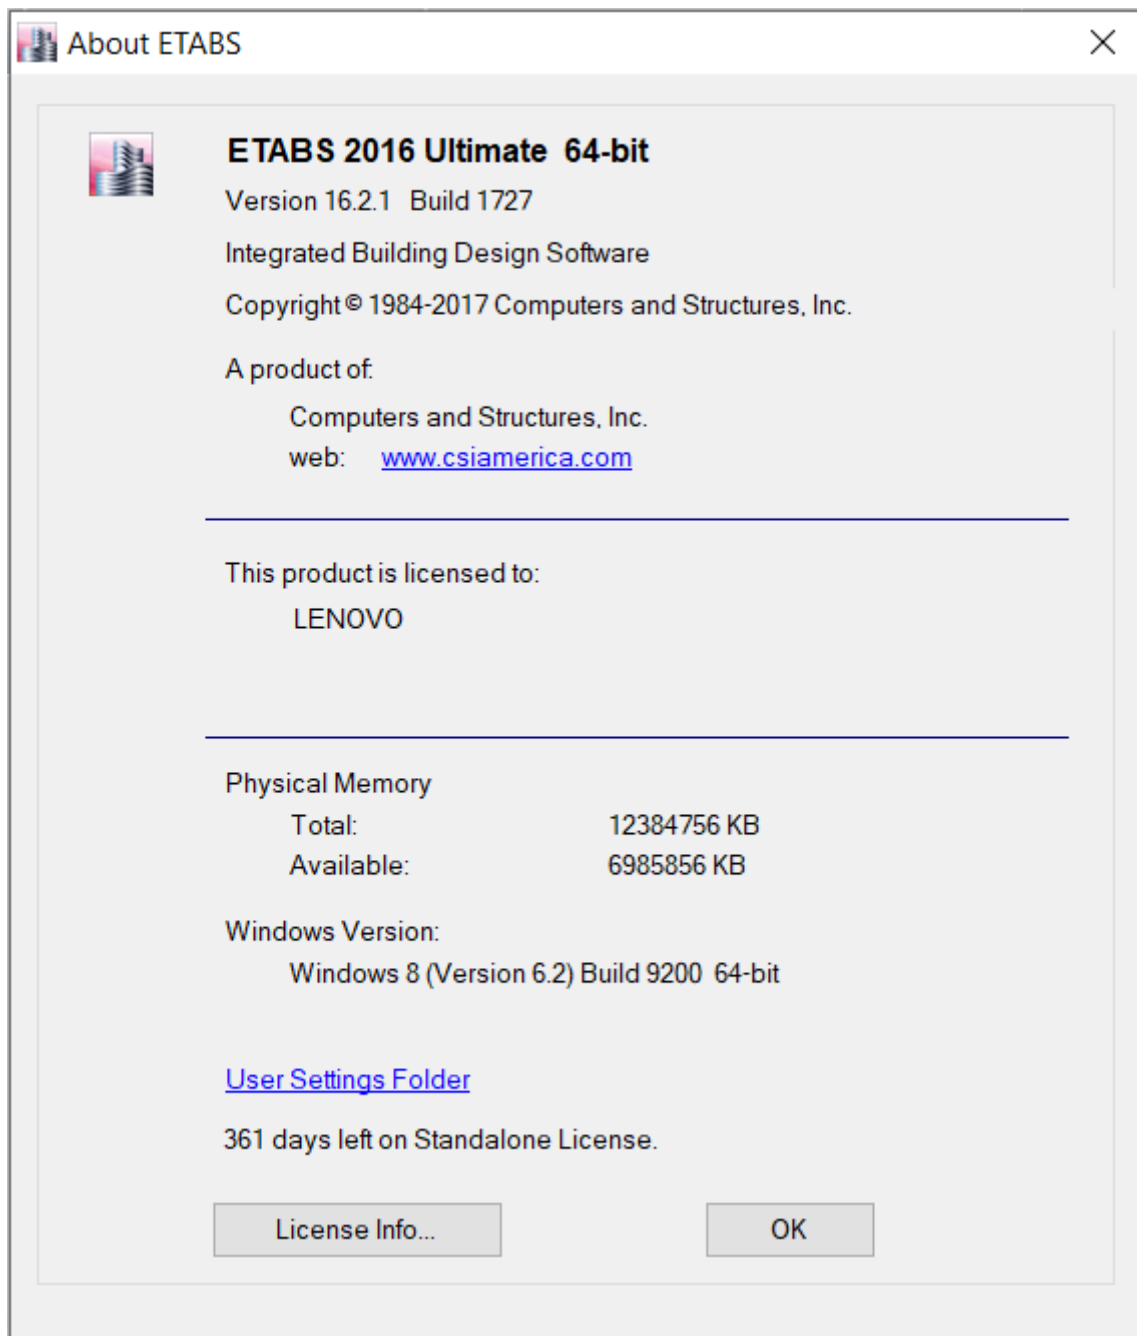 About ETABS
ETABS 2016 Ultimate 64-bit
Version 16.2.1 Build 1727
Integrated Building Design Software
Copyright © 1984-2017 Computers and Structures, Inc.
A product of:
Computers and Structures, Inc.
web: www.csiamerica.com
This product is licensed to:
LENOVO
Physical Memory
Total: 12384756 KB
Available: 6985856 KB
Windows Version:
Windows 8 (Version 6.2) Build 9200 64-bit
User Settings Folder
361 days left on Standalone License.
License Info... OK